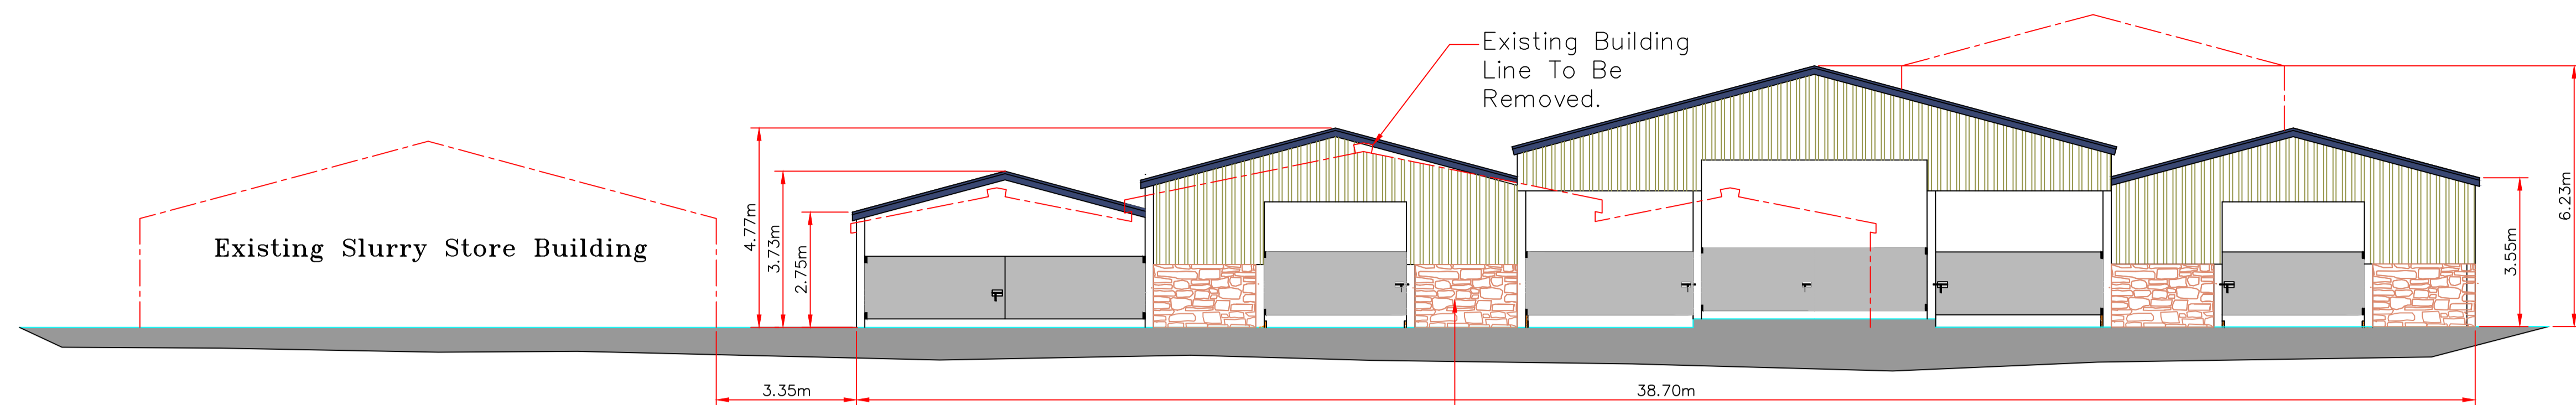 Existing Building
Line To Be
Removed.
Existing Slurry Store Building
4.77m
3.73m
2.75m
3.55m
6.23m
3.35m
38.70m